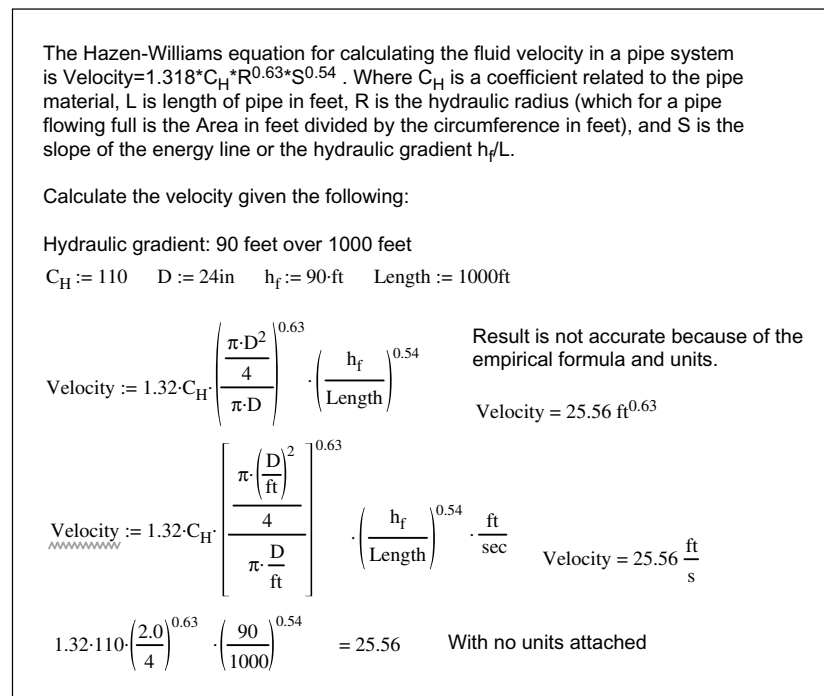 The Hazen-Williams equation for calculating the fluid velocity in a pipe system
is Velocity=1.318*C_H*R^0.63*S^0.54 . Where C_H is a coefficient related to the pipe
material, L is length of pipe in feet, R is the hydraulic radius (which for a pipe
flowing full is the Area in feet divided by the circumference in feet), and S is the
slope of the energy line or the hydraulic gradient h_f/L.
Calculate the velocity given the following:
Hydraulic gradient: 90 feet over 1000 feet
C_H := 110 D := 24in h_f := 90·ft Length := 1000ft
Velocity := 1.32·C_H·(((π·D^2)/4)/(π·D))^0.63 ·(h_f/Length)^0.54
Result is not accurate because of the
empirical formula and units.
Velocity = 25.56 ft^0.63
Velocity := 1.32·C_H·[((π·(D/ft)^2)/4)/(π·D/ft)]^0.63 ·(h_f/Length)^0.54 ·ft/sec Velocity = 25.56 ft/s
1.32·110·(2.0/4)^0.63 ·(90/1000)^0.54 = 25.56 With no units attached